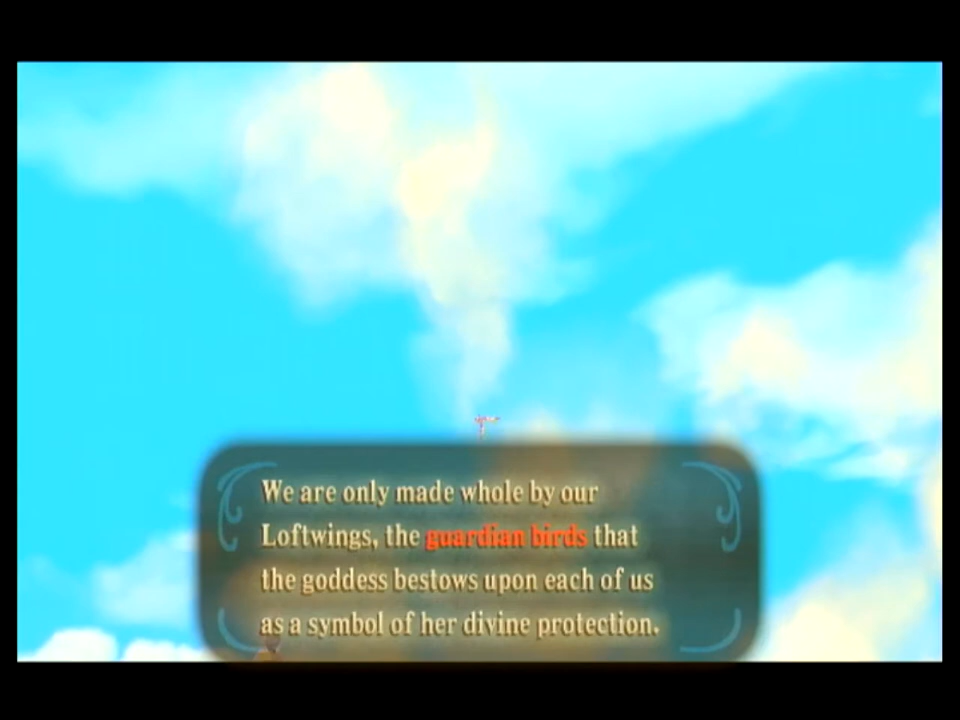 We are only made whole by our
Loftwings, the guardian birds that
the goddess bestows upon each of us
as a symbol of her divine protection.